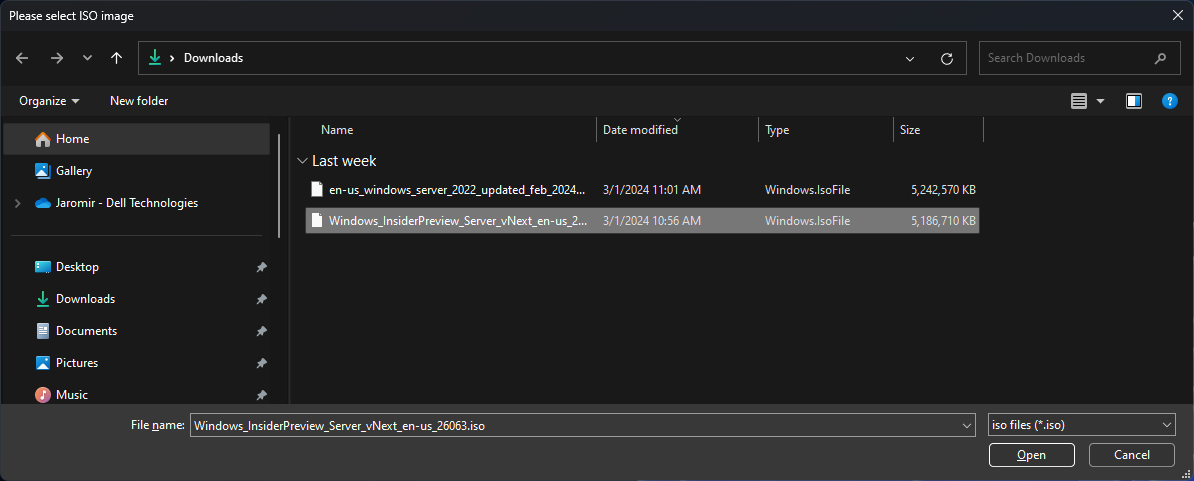 Please select ISO image
Downloads
Search Downloads
Organize
New folder
?
Home
Gallery
Jaromir - Dell Technologies
Desktop
Downloads
Documents
Pictures
Music
Name Date modified Type Size
Last week
en-us_windows_server_2022_updated_feb_2024... 3/1/2024 11:01 AM Windows.IsoFile 5,242,570 KB
Windows_InsiderPreview_Server_vNext_en-us_2... 3/1/2024 10:56 AM Windows.IsoFile 5,186,710 KB
File name: Windows_InsiderPreview_Server_vNext_en-us_26063.iso iso files (*.iso)
Open Cancel